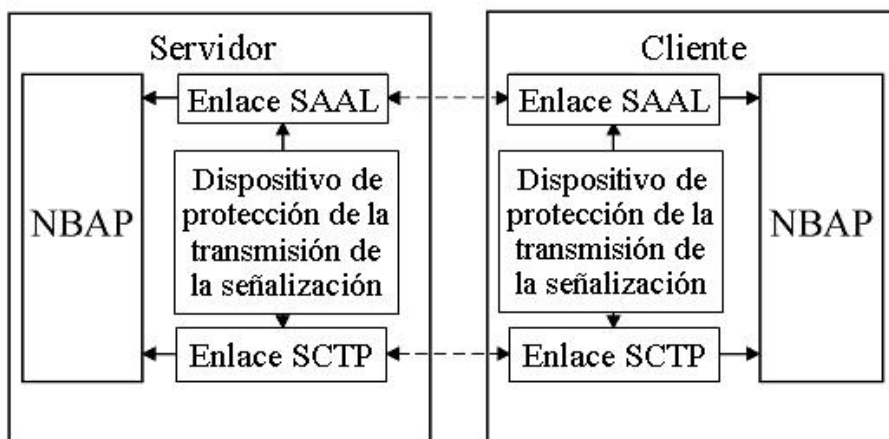 Servidor
Enlace SAAL
NBAP
Dispositivo de
protección de la
transmisión de
la señalización
Enlace SCTP
Cliente
Enlace SAAL
Dispositivo de
protección de la
transmisión de
la señalización
NBAP
Enlace SCTP